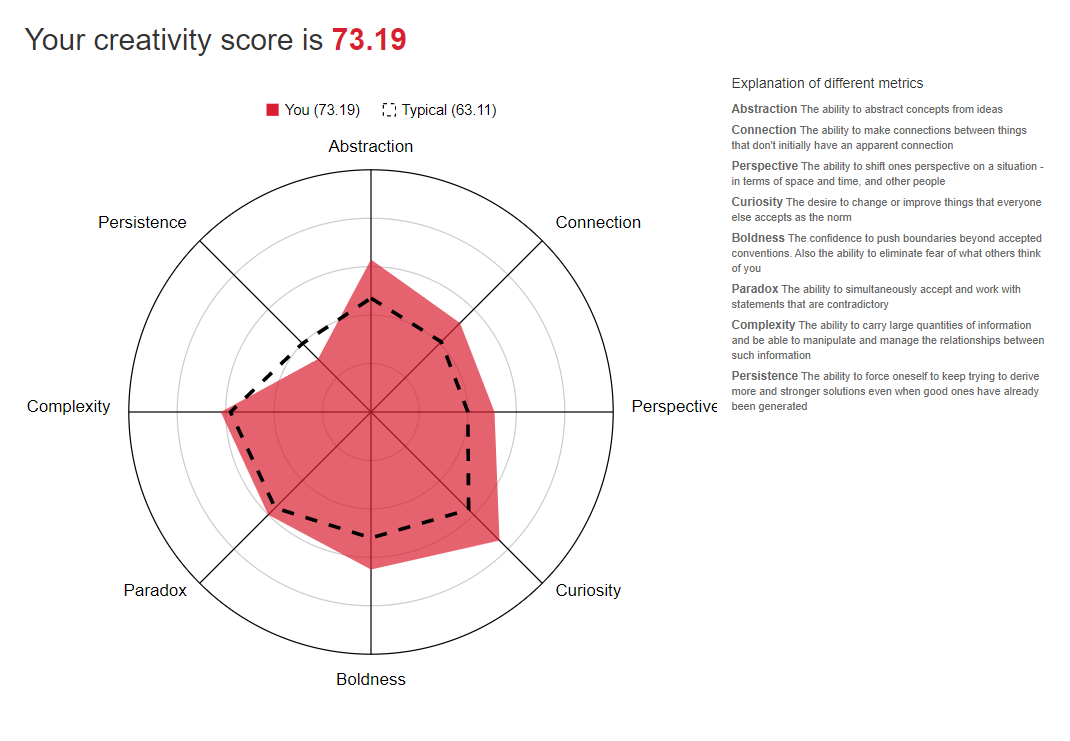 Your creativity score is 73.19
You (73.19)
Typical (63.11)
Abstraction
Persistence
Connection
Complexity
Perspective
Paradox
Curiosity
Boldness
Explanation of different metrics
Abstraction The ability to abstract concepts from ideas
Connection The ability to make connections between things
that don't initially have an apparent connection
Perspective The ability to shift ones perspective on a situation -
in terms of space and time, and other people
Curiosity The desire to change or improve things that everyone
else accepts as the norm
Boldness The confidence to push boundaries beyond accepted
conventions. Also the ability to eliminate fear of what others think
of you
Paradox The ability to simultaneously accept and work with
statements that are contradictory
Complexity The ability to carry large quantities of information
and be able to manipulate and manage the relationships between
such information
Persistence The ability to force oneself to keep trying to derive
more and stronger solutions even when good ones have already
been generated